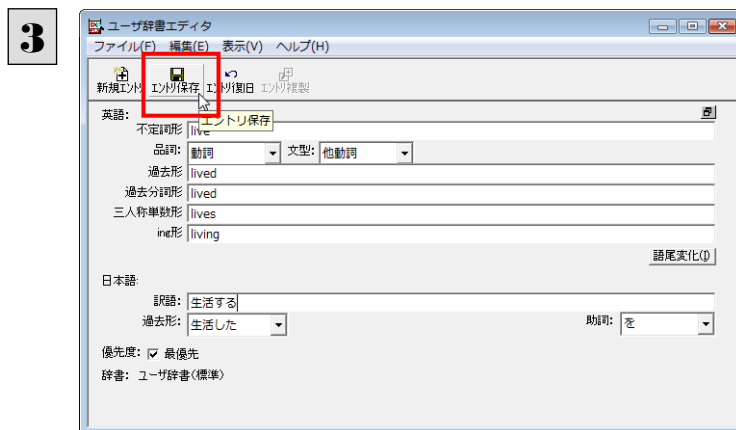 3
ユーザ辞書エディタ
ファイル(F) 編集(E) 表示(V) ヘルプ(H)
新規エントリ エントリ保存 エントリ復旧 エントリ複製
エントリ保存
英語:
不定詞形 live
品詞: 動詞 文型: 他動詞
過去形 lived
過去分詞形 lived
三人称単数形 lives
ing形 living
語尾変化(I)
日本語:
訳語: 生活する
過去形: 生活した 助詞: を
優先度: 最優先
辞書: ユーザ辞書(標準)